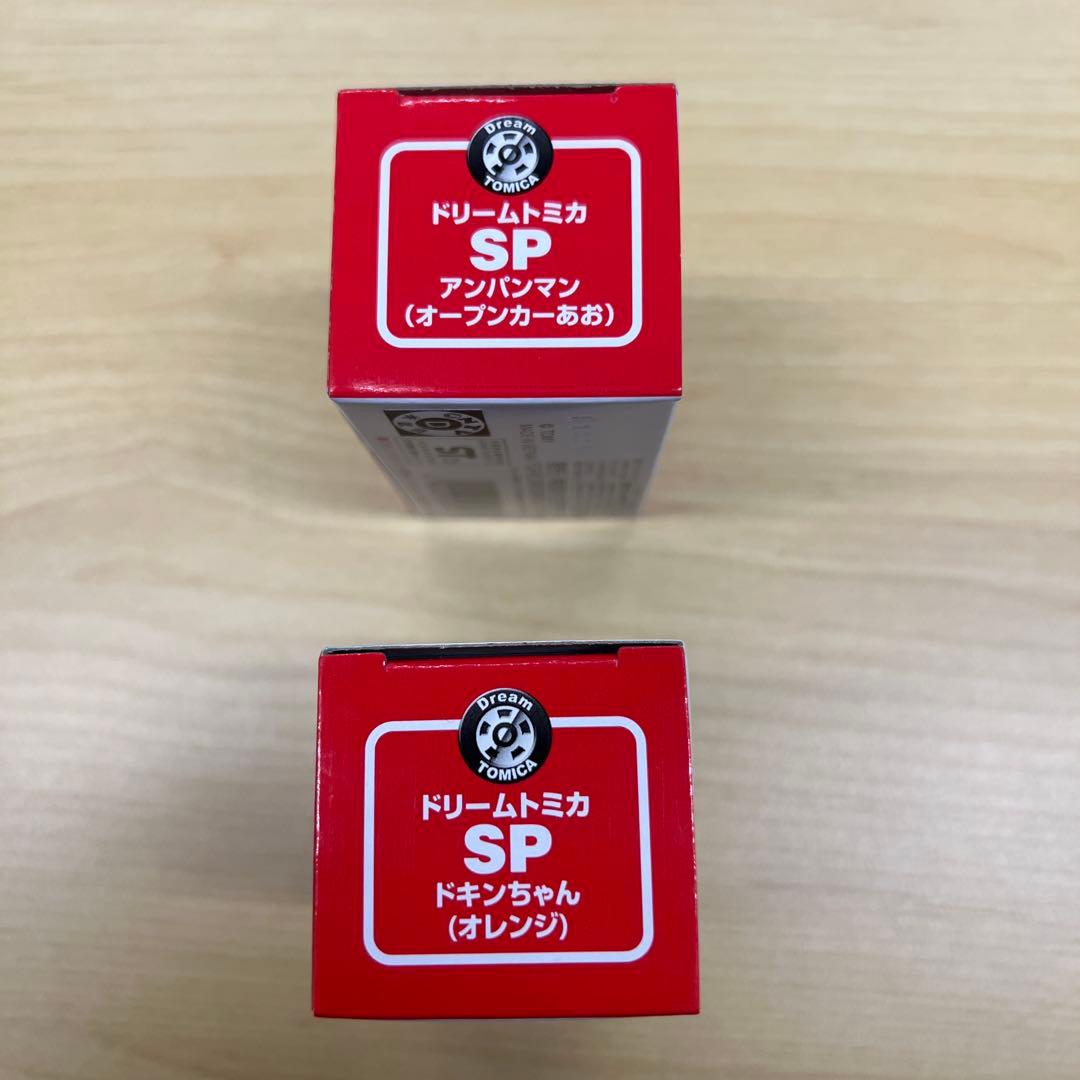 Dream
TOMICA
ドリームトミカ
SP
アンパンマン
(オープンカーあお)
Dream
TOMICA
ドリームトミカ
SP
ドキンちゃん
(オレンジ)